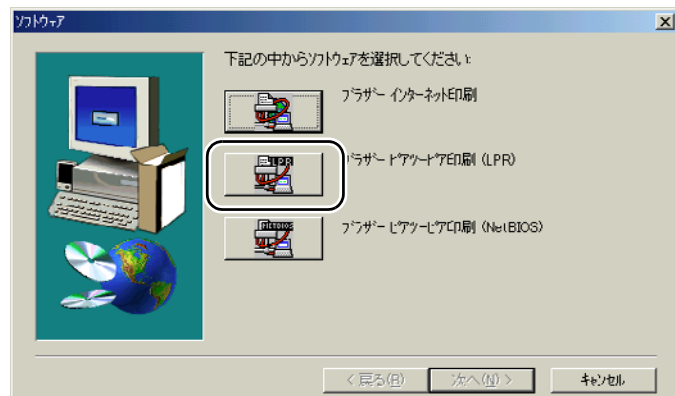 ソフトウェア
下記の中からソフトウェアを選択してください:
ブラザー インターネット印刷
LPR
ブラザー ピアツーピア印刷 (LPR)
NETBIOS
ブラザー ピアツーピア印刷 (NetBIOS)
< 戻る(B)
次へ(N) >
キャンセル